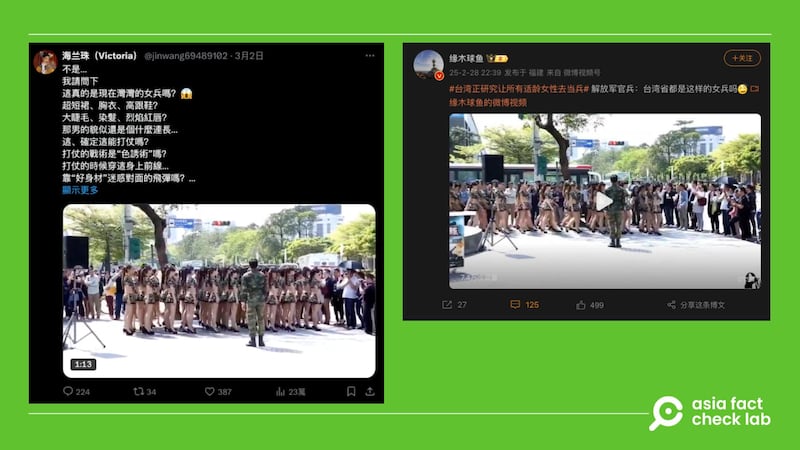 海兰珠（Victoria） @jinwang69489102 · 3月2日
不是...
我請問下
這真的是現在灣灣的女兵嗎？
超短裙、胸衣、高跟鞋？
大睫毛、染髮、烈焰紅唇？
那男的貌似還是個什麼連長...
這、確定這能打仗嗎？
打仗的戰術是“色誘術”嗎？
打仗的時候穿這身上前線...
靠“好身材”迷惑對面的飛彈嗎？...
顯示更多
1:13
224
34
387
23萬
缘木球鱼
+关注
25-2-28 22:39 发布于 福建 来自 微博视频号
#台湾正研究让所有适龄女性去当兵# 解放军官兵：台湾省都是这样的女兵吗
缘木球鱼的微博视频
27
125
499
分享这条博文
asia fact
check lab